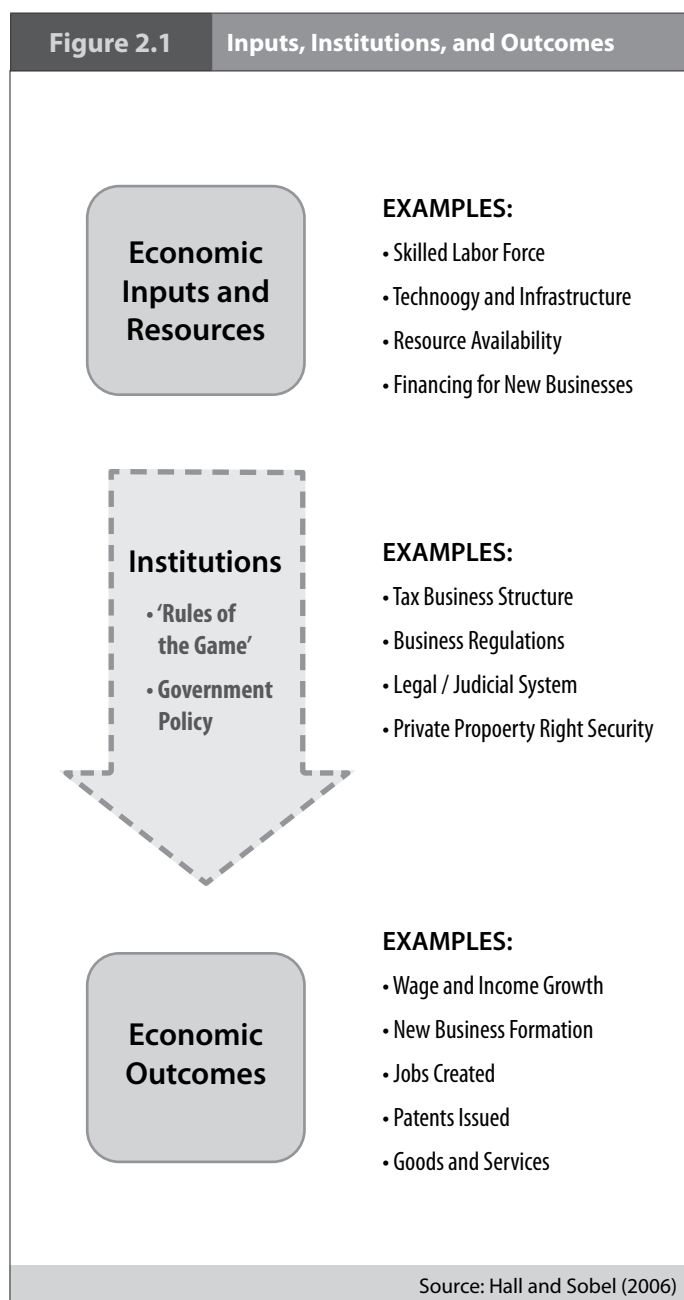 Figure 2.1 Inputs, Institutions, and Outcomes
Economic
Inputs and
Resources
EXAMPLES:
• Skilled Labor Force
• Technoogy and Infrastructure
• Resource Availability
• Financing for New Businesses
Institutions
• ‘Rules of
the Game’
• Government
Policy
EXAMPLES:
• Tax Business Structure
• Business Regulations
• Legal / Judicial System
• Private Propoerty Right Security
Economic
Outcomes
EXAMPLES:
• Wage and Income Growth
• New Business Formation
• Jobs Created
• Patents Issued
• Goods and Services
Source: Hall and Sobel (2006)